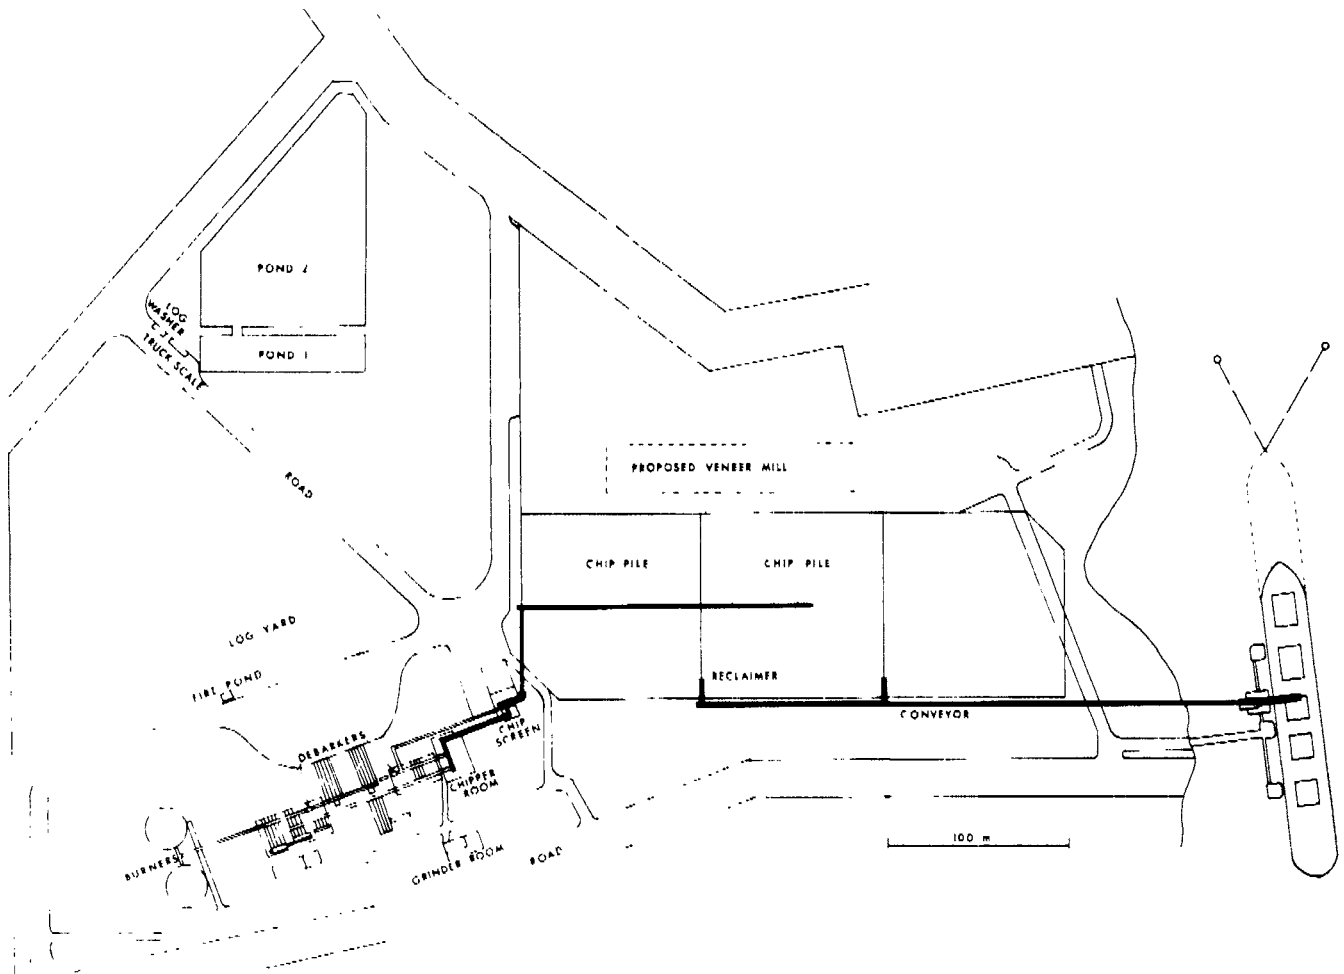 POND 2
LOG
WASHER
TRUCK SCALE
POND 1
ROAD
PROPOSED VENEER MILL
CHIP PILE
CHIP PILE
LOG YARD
FIRE POND
RECLAIMER
CONVEYOR
CHIP
SCREEN
DEBARKERS
CHIPPER
ROOM
100 m
BURNERS
GRINDER ROOM
ROAD